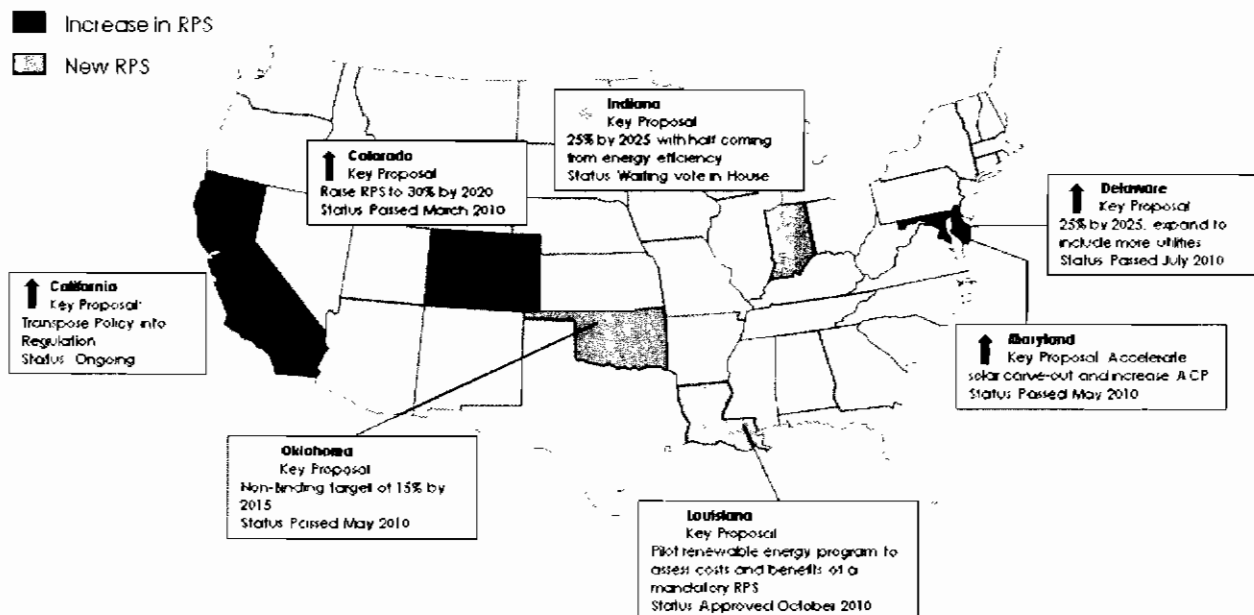 Increase in RPS
New RPS
Indiana
Key Proposal
25% by 2025 with half coming
from energy efficiency
Status Waiting vote in House
Colorado
Key Proposal
Raise RPS to 30% by 2020
Status Passed March 2010
Delaware
Key Proposal
25% by 2025, expand to
include more utilities
Status Passed July 2010
California
Key Proposal:
Transpose Policy into
Regulation
Status Ongoing
Maryland
Key Proposal Accelerate
solar carve-out and increase ACP
Status Passed May 2010
Oklahoma
Key Proposal
Non-Binding target of 15% by
2015
Status Passed May 2010
Louisiana
Key Proposal
Pilot renewable energy program to
assess costs and benefits of a
mandatory RPS
Status Approved October 2010